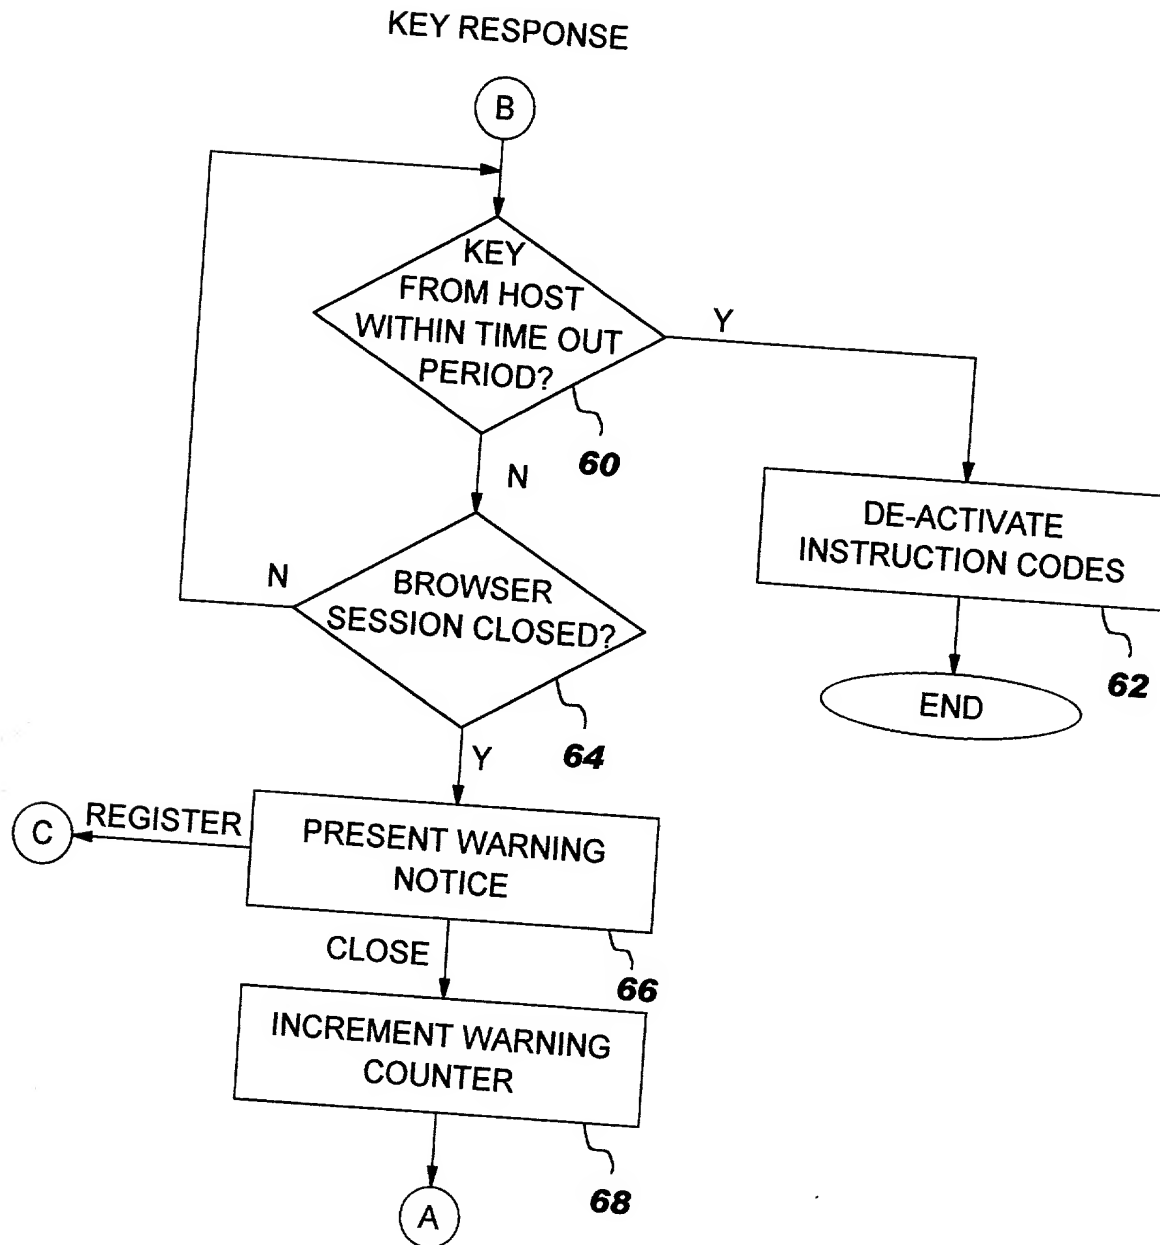 KEY RESPONSE
B
KEY
FROM HOST
WITHIN TIME OUT
PERIOD?
Y
60
N
DE-ACTIVATE
INSTRUCTION CODES
62
END
N
BROWSER
SESSION CLOSED?
64
Y
C
REGISTER
PRESENT WARNING
NOTICE
66
CLOSE
INCREMENT WARNING
COUNTER
68
A